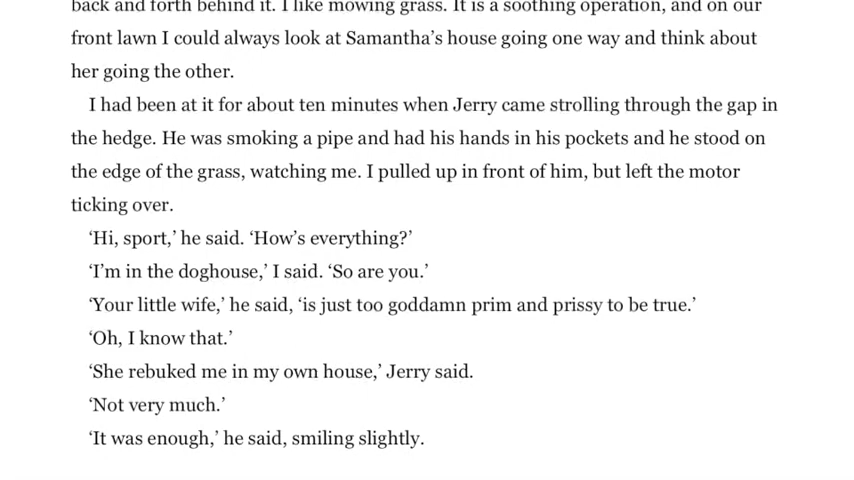 back and forth behind it. I like mowing grass. It is a soothing operation, and on our
front lawn I could always look at Samantha’s house going one way and think about
her going the other.
I had been at it for about ten minutes when Jerry came strolling through the gap in
the hedge. He was smoking a pipe and had his hands in his pockets and he stood on
the edge of the grass, watching me. I pulled up in front of him, but left the motor
ticking over.
‘Hi, sport,’ he said. ‘How’s everything?’
‘I’m in the doghouse,’ I said. ‘So are you.’
‘Your little wife,’ he said, ‘is just too goddamn prim and prissy to be true.’
‘Oh, I know that.’
‘She rebuked me in my own house,’ Jerry said.
‘Not very much.’
‘It was enough,’ he said, smiling slightly.